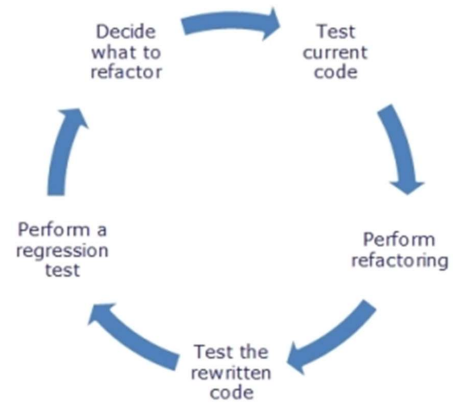 Decide
what to
refactor
Test
current
code
Perform
refactoring
Test the
rewritten
code
Perform a
regression
test